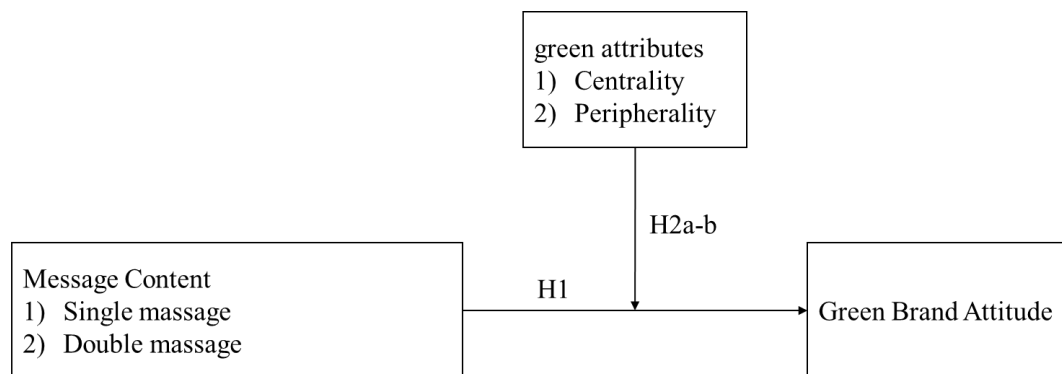 green attributes
1) Centrality
2) Peripherality
H2a-b
Message Content
1) Single massage
2) Double massage
H1
Green Brand Attitude